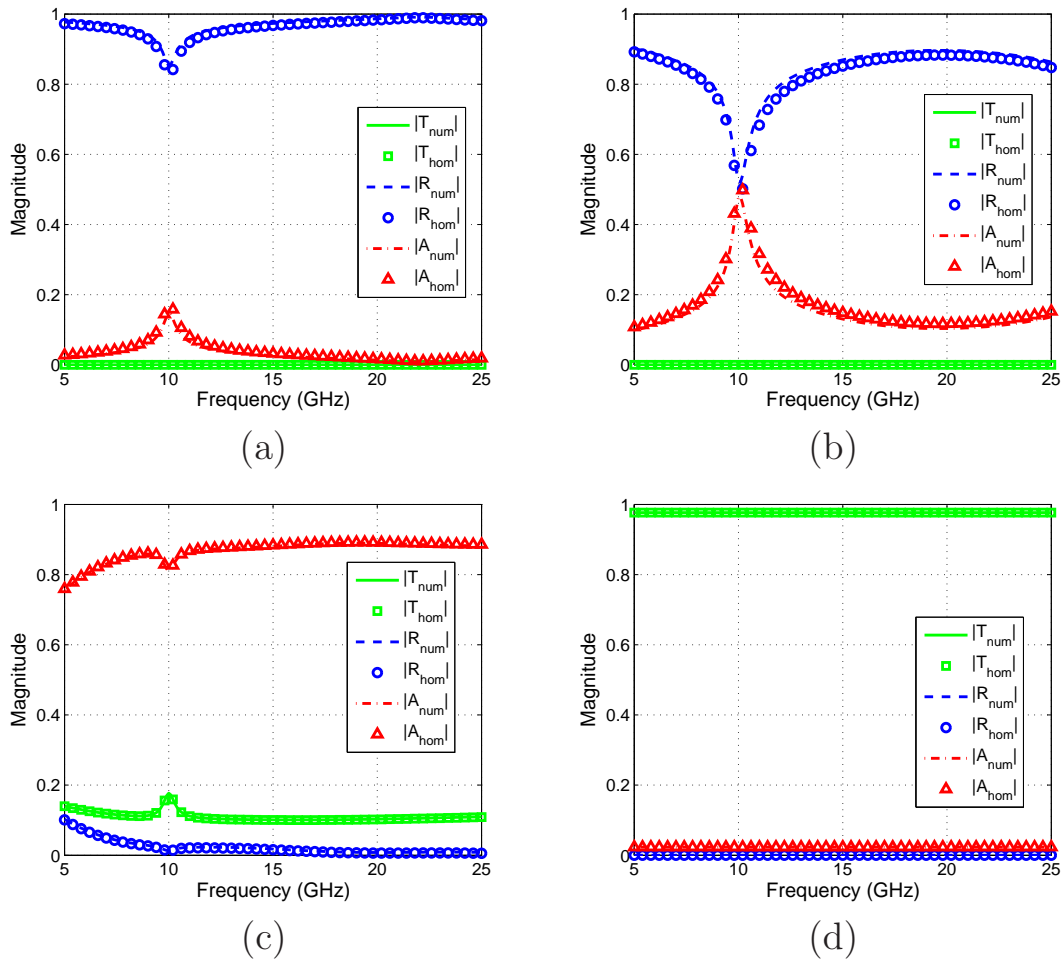 1
0.8
0.6
0.4
0.2
0
Magnitude
5 10 15 20 25
Frequency (GHz)
|T_num|
|T_hom|
|R_num|
|R_hom|
|A_num|
|A_hom|
(a)
1
0.8
0.6
0.4
0.2
0
Magnitude
5 10 15 20 25
Frequency (GHz)
|T_num|
|T_hom|
|R_num|
|R_hom|
|A_num|
|A_hom|
(b)
1
0.8
0.6
0.4
0.2
0
Magnitude
5 10 15 20 25
Frequency (GHz)
|T_num|
|T_hom|
|R_num|
|R_hom|
|A_num|
|A_hom|
(c)
1
0.8
0.6
0.4
0.2
0
Magnitude
5 10 15 20 25
Frequency (GHz)
|T_num|
|T_hom|
|R_num|
|R_hom|
|A_num|
|A_hom|
(d)